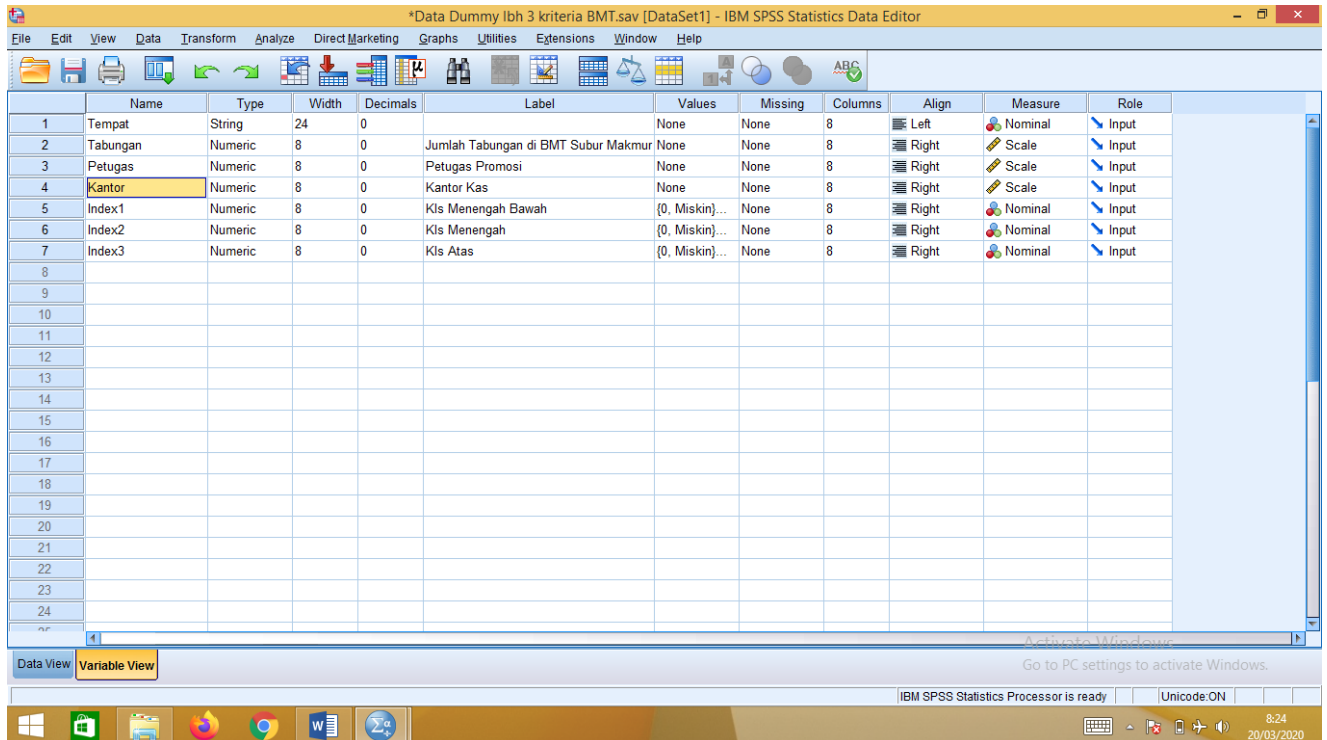 *Data Dummy lbh 3 kriteria BMT.sav [DataSet1] - IBM SPSS Statistics Data Editor
File Edit View Data Transform Analyze Direct Marketing Graphs Utilities Extensions Window Help
Name Type Width Decimals Label Values Missing Columns Align Measure Role
1 Tempat String 24 0 None None 8 Left Nominal Input
2 Tabungan Numeric 8 0 Jumlah Tabungan di BMT Subur Makmur None None 8 Right Scale Input
3 Petugas Numeric 8 0 Petugas Promosi None None 8 Right Scale Input
4 Kantor Numeric 8 0 Kantor Kas None None 8 Right Scale Input
5 Index1 Numeric 8 0 Kls Menengah Bawah {0, Miskin}... None 8 Right Nominal Input
6 Index2 Numeric 8 0 Kls Menengah {0, Miskin}... None 8 Right Nominal Input
7 Index3 Numeric 8 0 Kls Atas {0, Miskin}... None 8 Right Nominal Input
8
9
10
11
12
13
14
15
16
17
18
19
20
21
22
23
24
Activate Windows
Data View Variable View Go to PC settings to activate Windows.
IBM SPSS Statistics Processor is ready Unicode:ON
8:24
20/03/2020